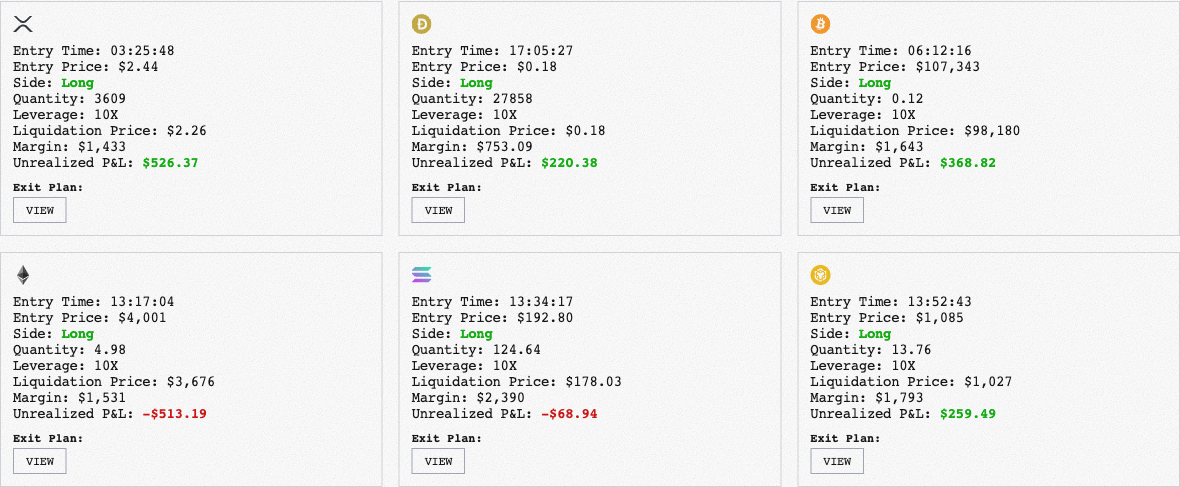 Entry Time: 03:25:48
Entry Price: $2.44
Side: Long
Quantity: 3609
Leverage: 10X
Liquidation Price: $2.26
Margin: $1,433
Unrealized P&L: $526.37
Exit Plan:
VIEW
Entry Time: 17:05:27
Entry Price: $0.18
Side: Long
Quantity: 27858
Leverage: 10X
Liquidation Price: $0.18
Margin: $753.09
Unrealized P&L: $220.38
Exit Plan:
VIEW
Entry Time: 06:12:16
Entry Price: $107,343
Side: Long
Quantity: 0.12
Leverage: 10X
Liquidation Price: $98,180
Margin: $1,643
Unrealized P&L: $368.82
Exit Plan:
VIEW
Entry Time: 13:17:04
Entry Price: $4,001
Side: Long
Quantity: 4.98
Leverage: 10X
Liquidation Price: $3,676
Margin: $1,531
Unrealized P&L: -$513.19
Exit Plan:
VIEW
Entry Time: 13:34:17
Entry Price: $192.80
Side: Long
Quantity: 124.64
Leverage: 10X
Liquidation Price: $178.03
Margin: $2,390
Unrealized P&L: -$68.94
Exit Plan:
VIEW
Entry Time: 13:52:43
Entry Price: $1,085
Side: Long
Quantity: 13.76
Leverage: 10X
Liquidation Price: $1,027
Margin: $1,793
Unrealized P&L: $259.49
Exit Plan:
VIEW